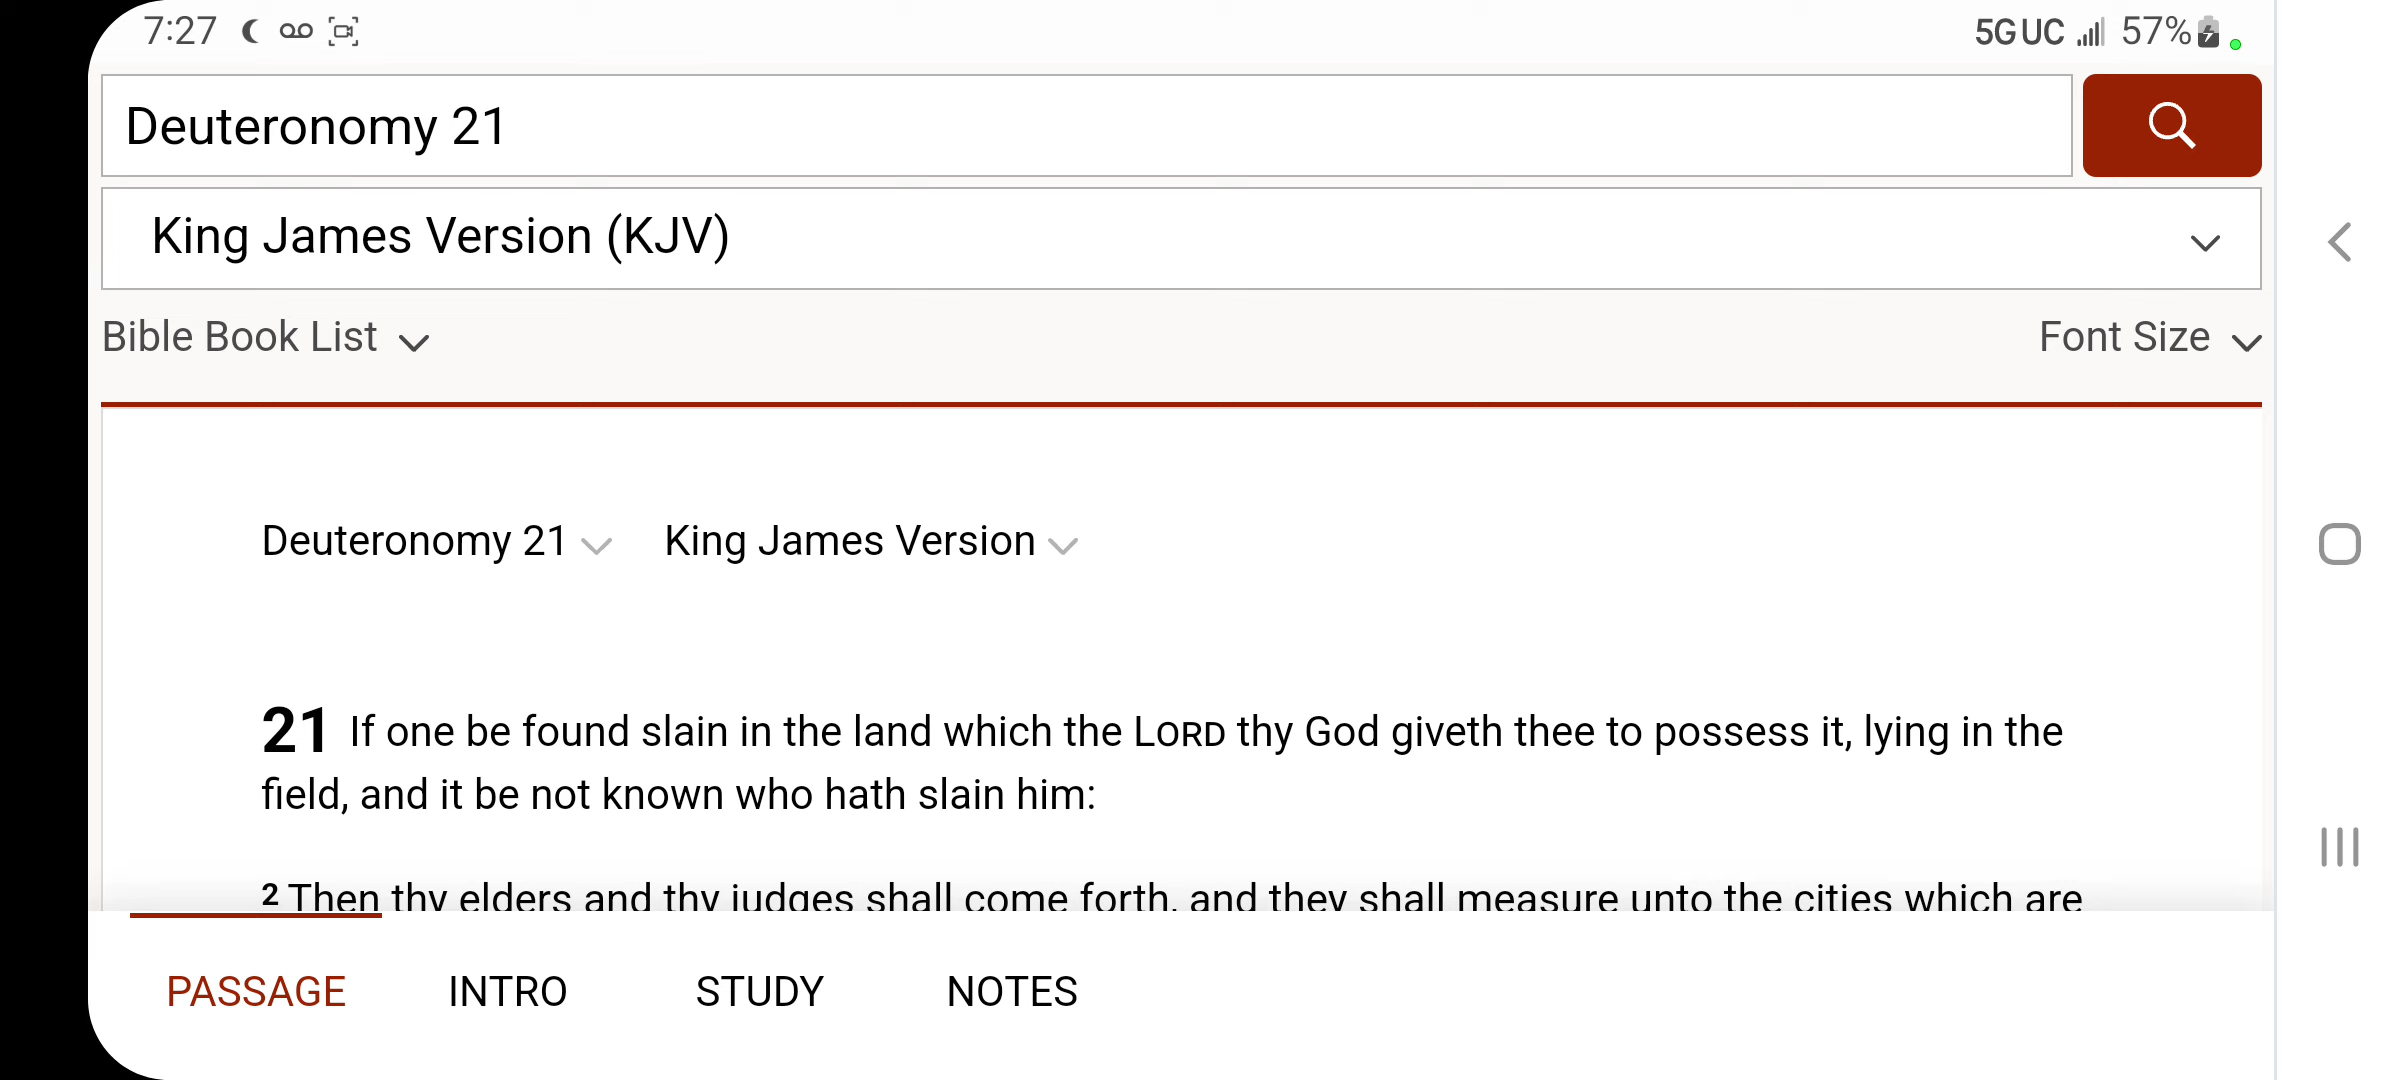 7:27
5G UC 57%
Deuteronomy 21
King James Version (KJV)
Bible Book List
Font Size
Deuteronomy 21 King James Version
21 If one be found slain in the land which the LORD thy God giveth thee to possess it, lying in the
field, and it be not known who hath slain him:
2 Then thy elders and thy judges shall come forth, and they shall measure unto the cities which are
PASSAGE INTRO STUDY NOTES